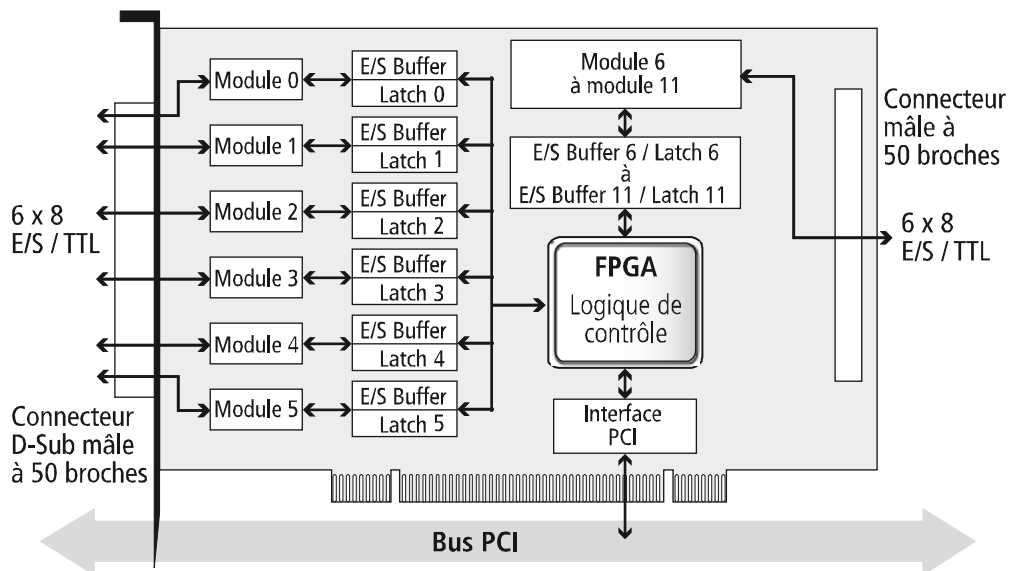 Module 0
E/S Buffer
Latch 0
Module 1
E/S Buffer
Latch 1
Module 2
E/S Buffer
Latch 2
Module 3
E/S Buffer
Latch 3
Module 4
E/S Buffer
Latch 4
Module 5
E/S Buffer
Latch 5
6 x 8
E/S / TTL
Connecteur
D-Sub mâle
à 50 broches
Module 6
à module 11
E/S Buffer 6 / Latch 6
à
E/S Buffer 11 / Latch 11
FPGA
Logique de
contrôle
Interface
PCI
Connecteur
mâle à
50 broches
6 x 8
E/S / TTL
Bus PCI